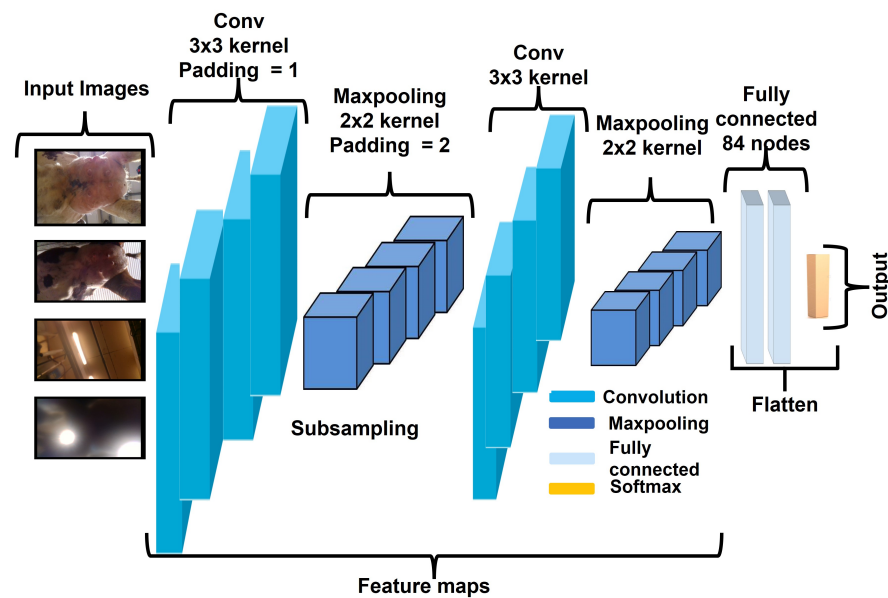 Input Images
Conv
3x3 kernel
Padding = 1
Maxpooling
2x2 kernel
Padding = 2
Subsampling
Conv
3x3 kernel
Maxpooling
2x2 kernel
Fully
connected
84 nodes
Output
Flatten
Convolution
Maxpooling
Fully
connected
Softmax
Feature maps